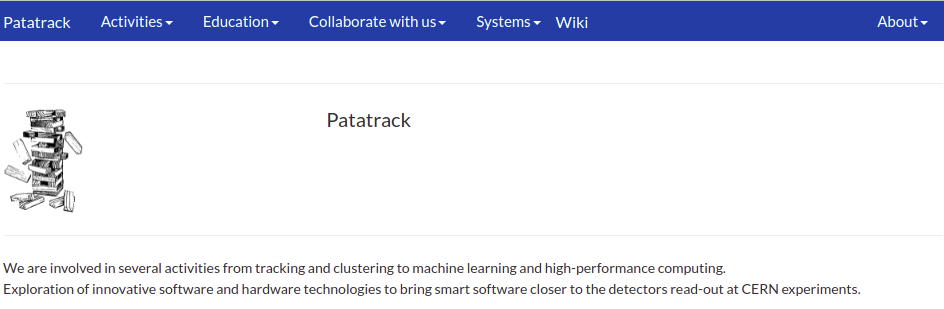 Patatrack Activities Education Collaborate with us Systems Wiki About
Patatrack
We are involved in several activities from tracking and clustering to machine learning and high-performance computing.
Exploration of innovative software and hardware technologies to bring smart software closer to the detectors read-out at CERN experiments.